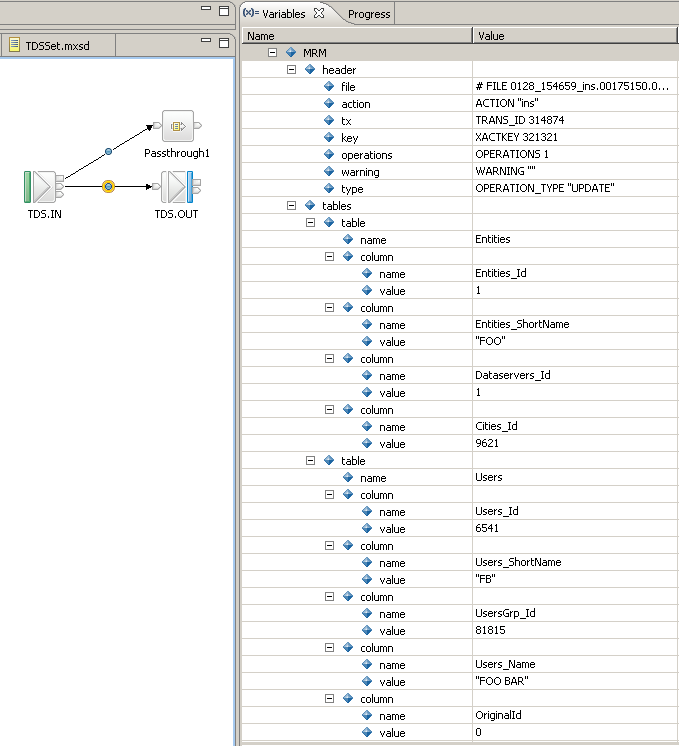 TDSSet.mxsd
Passthrough1
TDS.IN
TDS.OUT
(x)= Variables
Progress
Name Value
MRM
header
file # FILE 0128_154659_ins.00175150.0...
action ACTION "ins"
tx TRANS_ID 314874
key XACTKEY 321321
operations OPERATIONS 1
warning WARNING ""
type OPERATION_TYPE "UPDATE"
tables
table
name Entities
column
name Entities_Id
value 1
column
name Entities_ShortName
value "FOO"
column
name Dataservers_Id
value 1
column
name Cities_Id
value 9621
table
name Users
column
name Users_Id
value 6541
column
name Users_ShortName
value "FB"
column
name UsersGrp_Id
value 81815
column
name Users_Name
value "FOO BAR"
column
name OriginalId
value 0